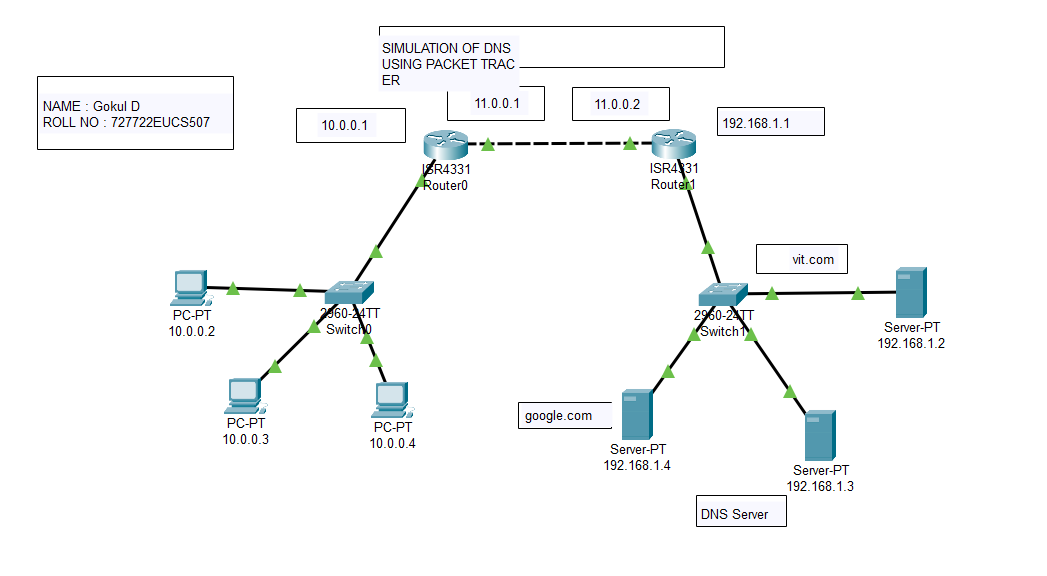 SIMULATION OF DNS
USING PACKET TRAC
ER
NAME : Gokul D
ROLL NO : 727722EUCS507
10.0.0.1
11.0.0.1
11.0.0.2
192.168.1.1
ISR4331
Router0
ISR4331
Router1
vit.com
PC-PT
10.0.0.2
2960-24TT
Switch0
2960-24TT
Switch1
Server-PT
192.168.1.2
PC-PT
10.0.0.3
PC-PT
10.0.0.4
google.com
Server-PT
192.168.1.4
Server-PT
192.168.1.3
DNS Server